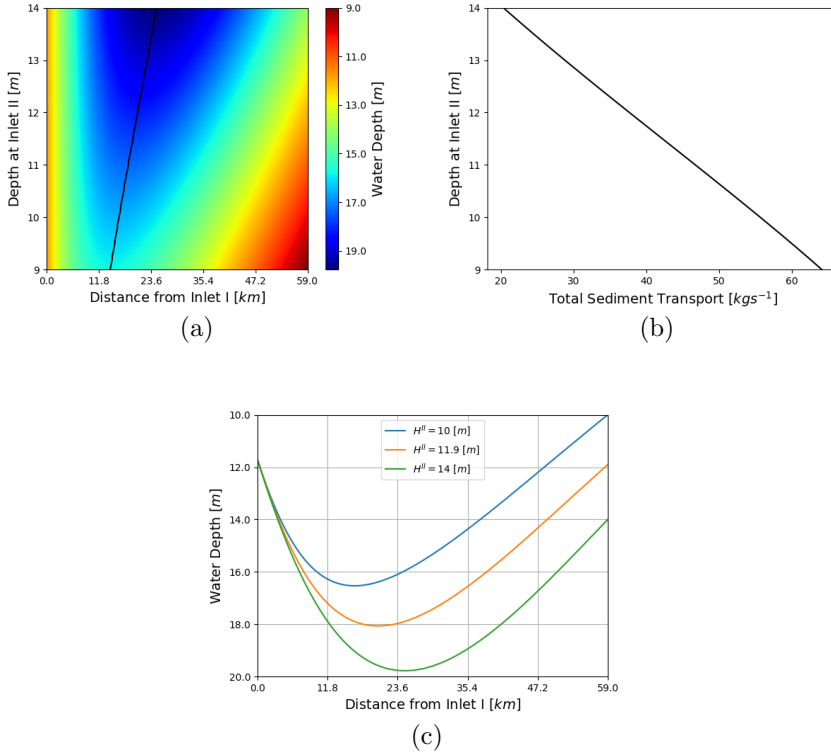 14
13
12
11
10
9
Depth at Inlet II [m]
0.0 11.8 23.6 35.4 47.2 59.0
Distance from Inlet I [km]
9.0
11.0
13.0
15.0
17.0
19.0
Water Depth [m]
(a)
14
13
12
11
10
9
Depth at Inlet II [m]
20 30 40 50 60
Total Sediment Transport [kgs⁻¹]
(b)
10.0
12.0
14.0
16.0
18.0
20.0
Water Depth [m]
H^{II} = 10 [m]
H^{II} = 11.9 [m]
H^{II} = 14 [m]
0.0 11.8 23.6 35.4 47.2 59.0
Distance from Inlet I [km]
(c)